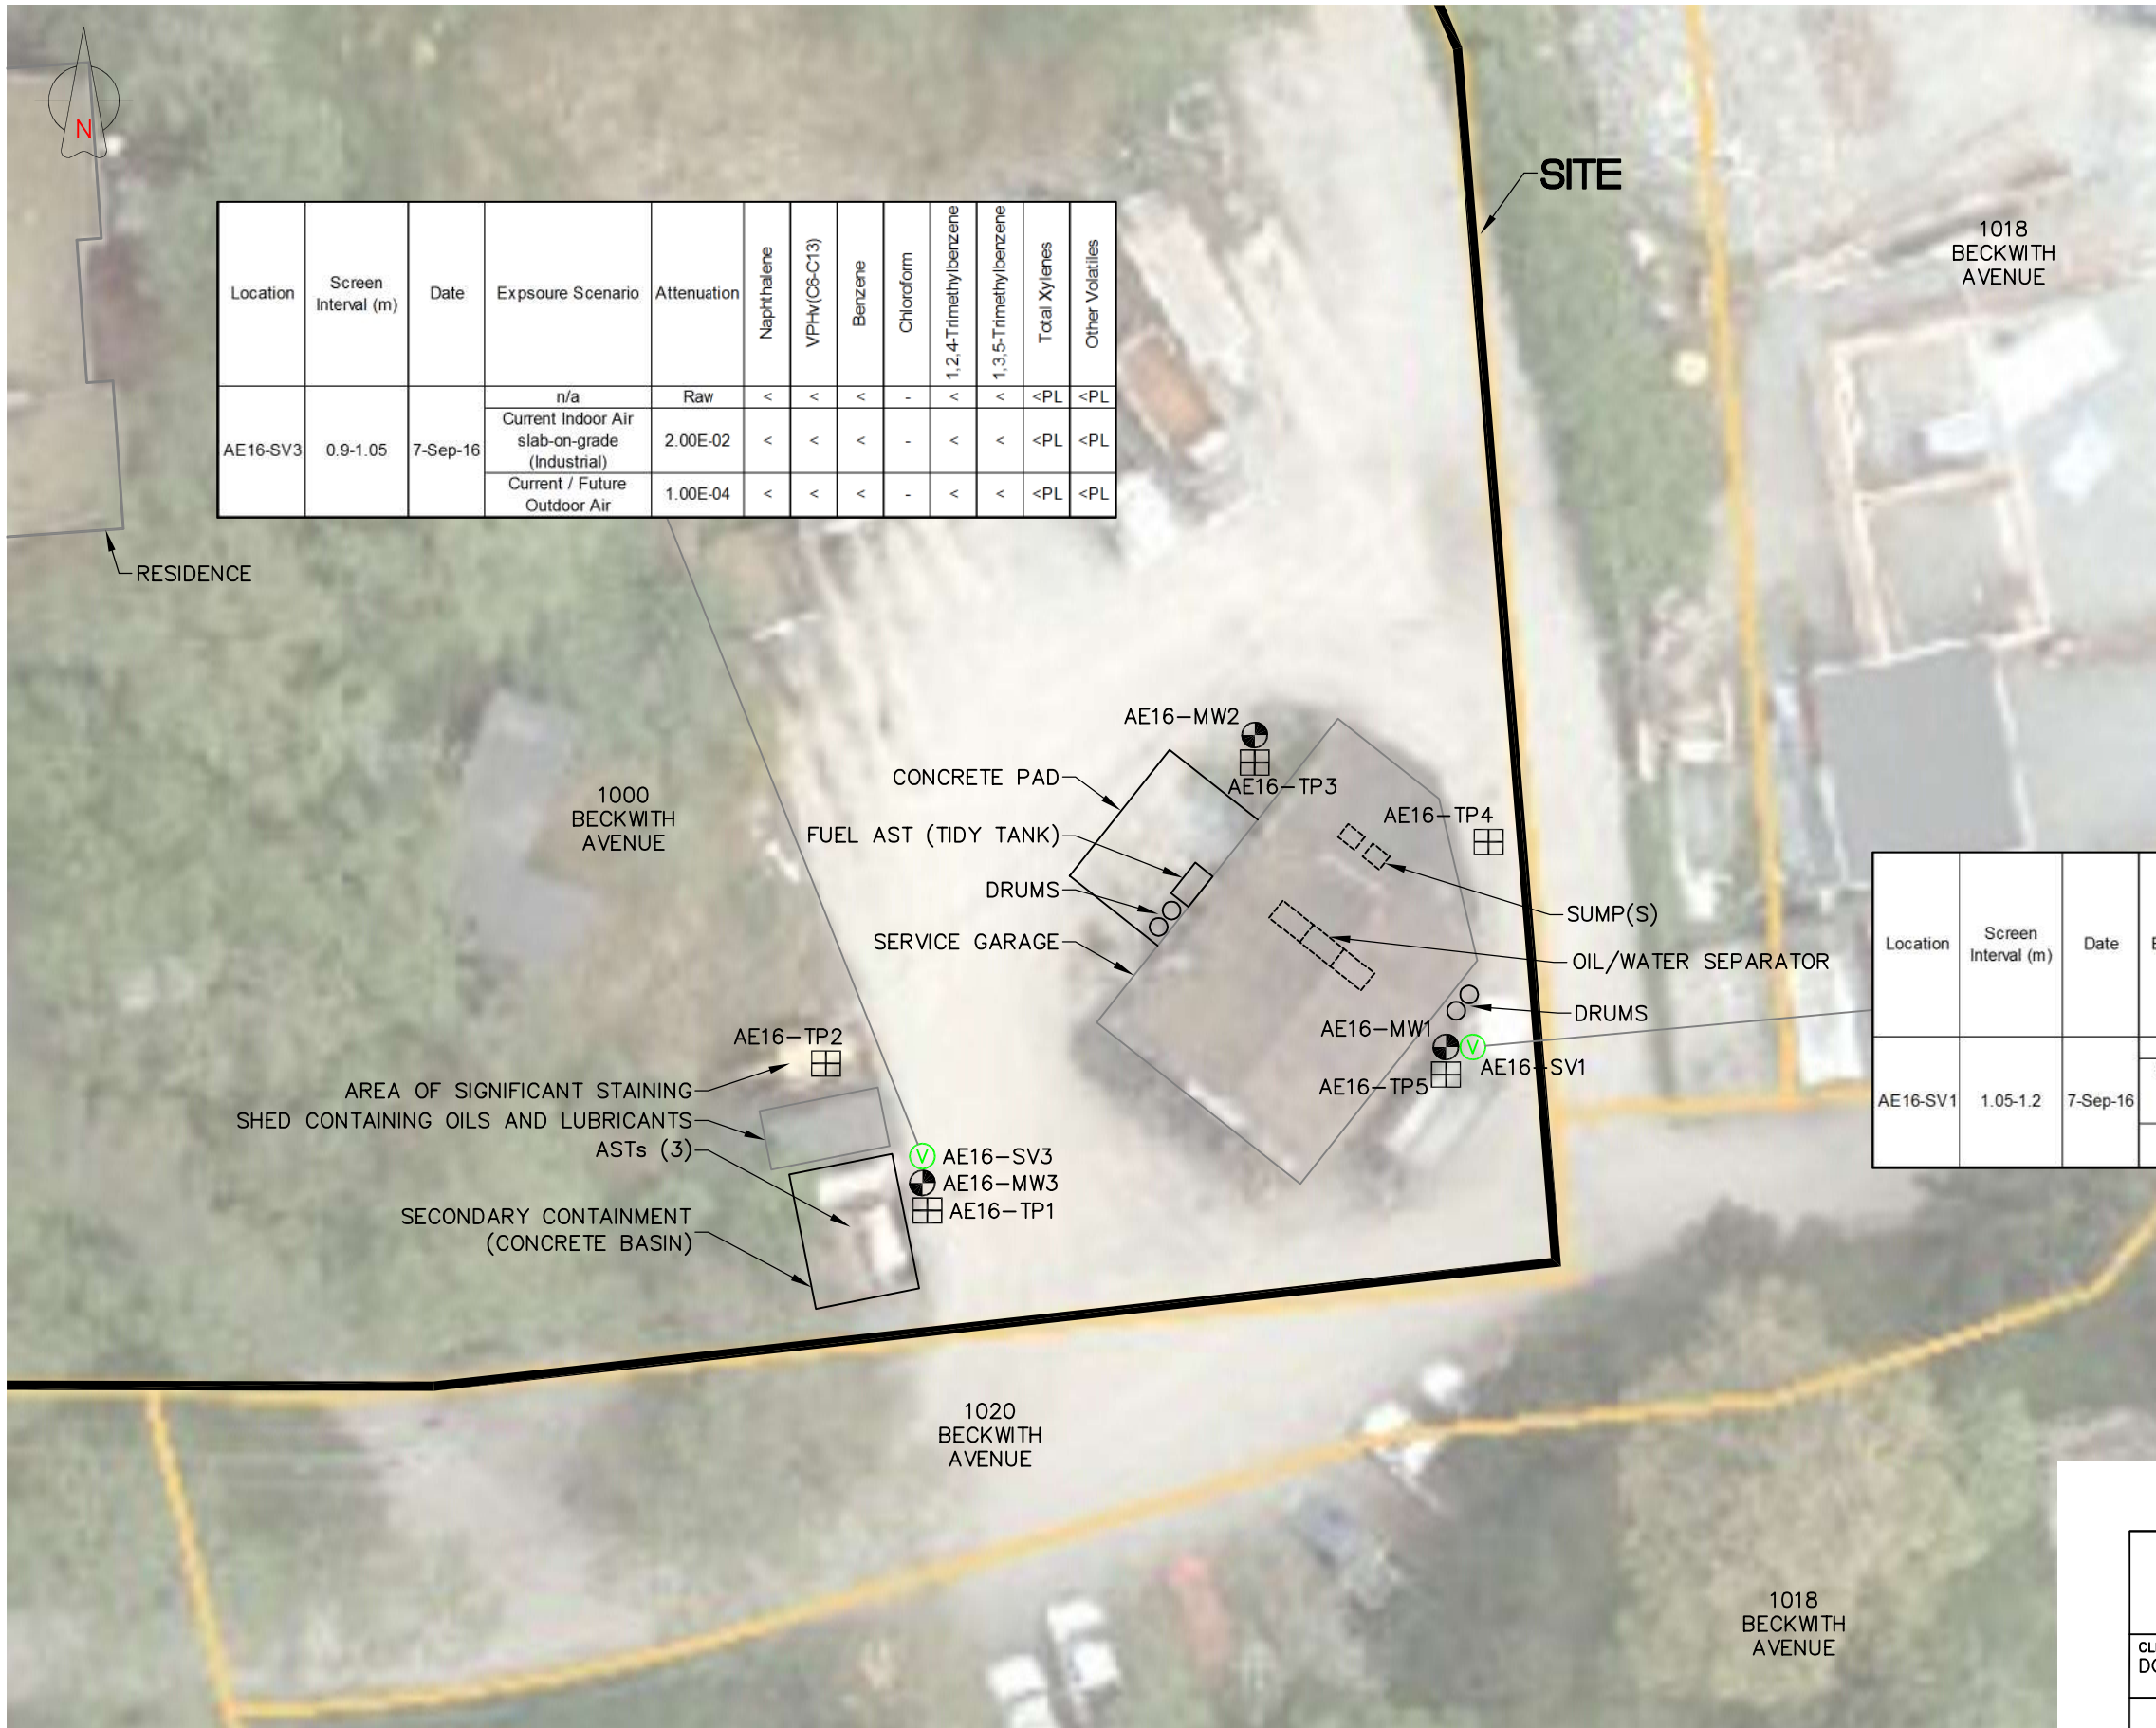 N
SITE
1018
BECKWITH
AVENUE
Location Screen Interval (m) Date Expsoure Scenario Attenuation Naphthalene VPHv(C6-C13) Benzene Chloroform 1,2,4-Trimethylbenzene 1,3,5-Trimethylbenzene Total Xylenes Other Volatiles
AE16-SV3 0.9-1.05 7-Sep-16
n/a Raw < < < - < < <PL <PL
Current Indoor Air
slab-on-grade
(Industrial)
2.00E-02 < < < - < < <PL <PL
Current / Future
Outdoor Air
1.00E-04 < < < - < < <PL <PL
RESIDENCE
AE16-MW2
CONCRETE PAD
AE16-TP3
1000
BECKWITH
AVENUE
AE16-TP4
FUEL AST (TIDY TANK)
DRUMS
SUMP(S)
SERVICE GARAGE
OIL/WATER SEPARATOR
DRUMS
AE16-MW1
V
AE16-SV1
AE16-TP5
Location Screen Interval (m) Date
AE16-SV1 1.05-1.2 7-Sep-16
AE16-TP2
AREA OF SIGNIFICANT STAINING
SHED CONTAINING OILS AND LUBRICANTS
ASTs (3)
V AE16-SV3
AE16-MW3
AE16-TP1
SECONDARY CONTAINMENT
(CONCRETE BASIN)
1020
BECKWITH
AVENUE
1018
BECKWITH
AVENUE